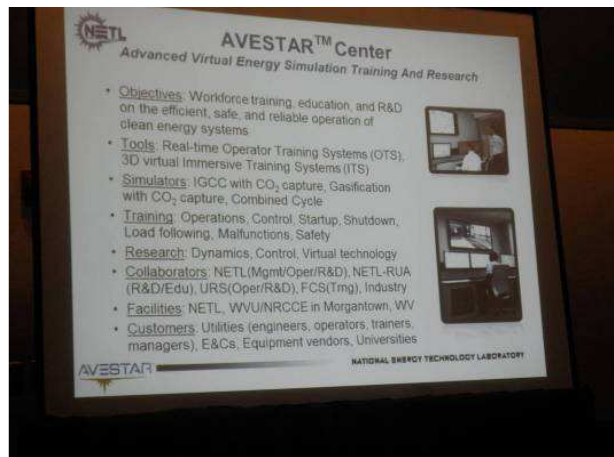 NETL
AVESTAR™ Center
Advanced Virtual Energy Simulation Training And Research
• Objectives: Workforce training, education, and R&D
on the efficient, safe, and reliable operation of
clean energy systems
• Tools: Real-time Operator Training Systems (OTS),
3D virtual Immersive Training Systems (ITS)
• Simulators: IGCC with CO₂ capture, Gasification
with CO₂ capture, Combined Cycle
• Training: Operations, Control, Startup, Shutdown,
Load following, Malfunctions, Safety
• Research: Dynamics, Control, Virtual technology
• Collaborators: NETL(Mgmt/Oper/R&D), NETL-RUA
(R&D/Edu), URS(Oper/R&D), FCS(Trng), Industry
• Facilities: NETL, WVU/NRCCE in Morgantown, WV
• Customers: Utilities (engineers, operators, trainers,
managers), E&Cs, Equipment vendors, Universities
AVESTAR
NATIONAL ENERGY TECHNOLOGY LABORATORY